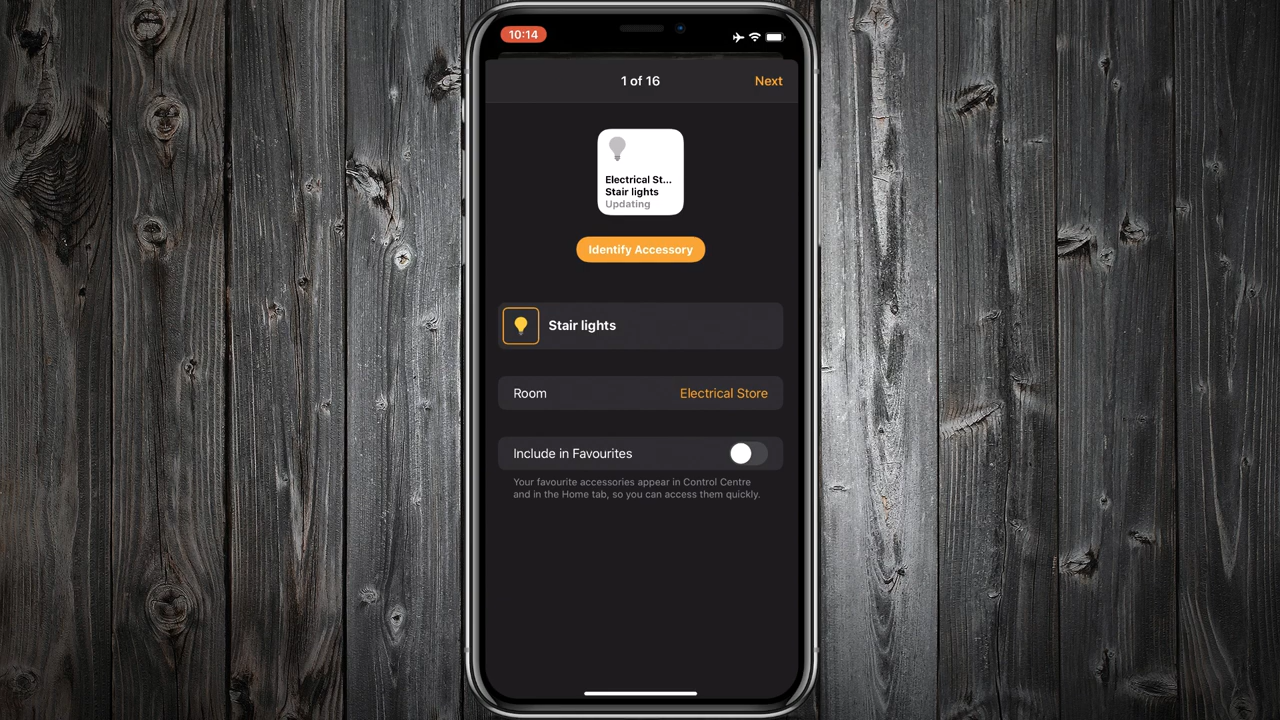 10:14
1 of 16
Next
Electrical St...
Stair lights
Updating
Identify Accessory
Stair lights
Room
Electrical Store
Include in Favourites
Your favourite accessories appear in Control Centre
and in the Home tab, so you can access them quickly.